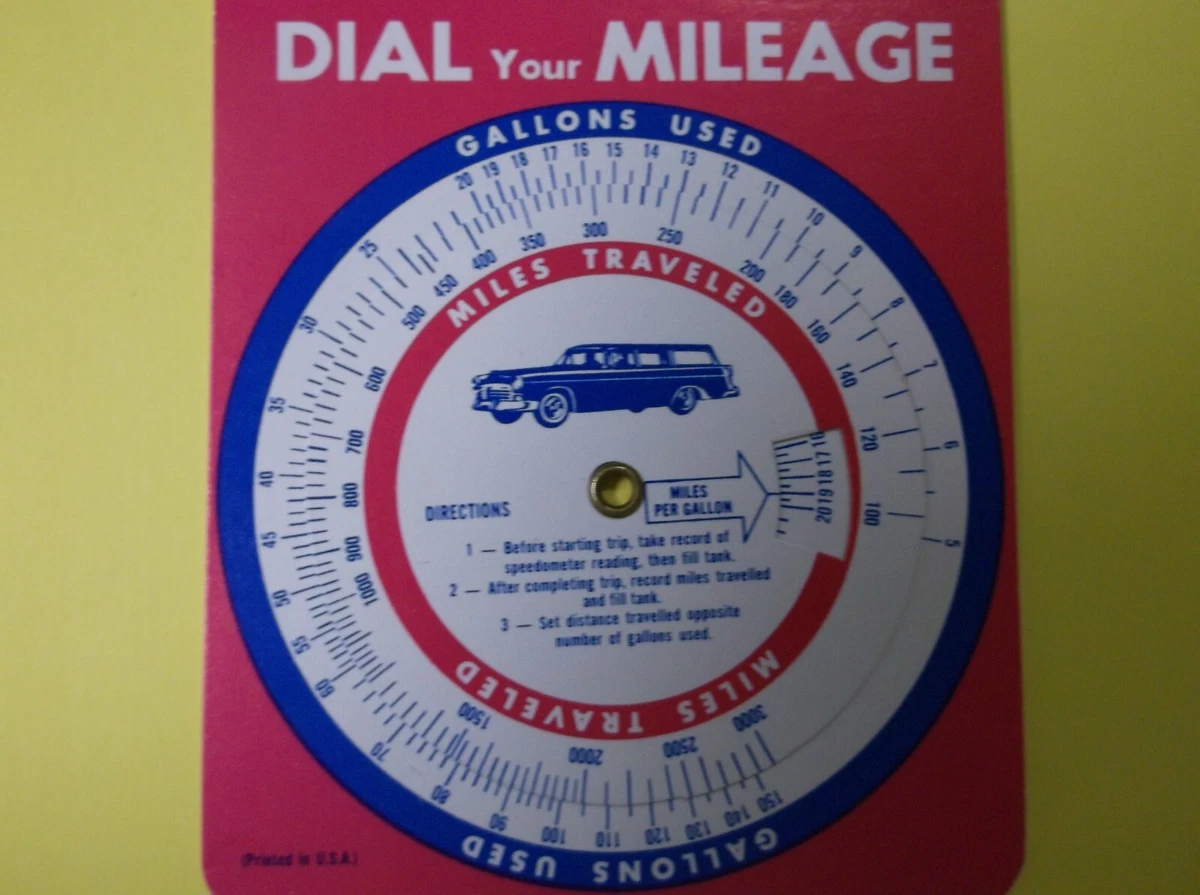 DIAL Your MILEAGE
GALLONS USED
20 19 18 17 16 15 14 13 12 11 10 9 8 7 6 5
25 30 35 40 45 50 55 60 70 80 90 100 110 120 130 140 150
400 350 300 250 200 180 160 140 120 100
450 500 600 700 800 900 1000 1500 2000 2500 3000
MILES TRAVELED
16 17 18 19 20
MILES
PER GALLON
DIRECTIONS
1 — Before starting trip, take record of
speedometer reading, then fill tank.
2 — After completing trip, record miles travelled
and fill tank.
3 — Set distance travelled opposite
number of gallons used.
MILES TRAVELED
GALLONS USED
(Printed in U.S.A.)